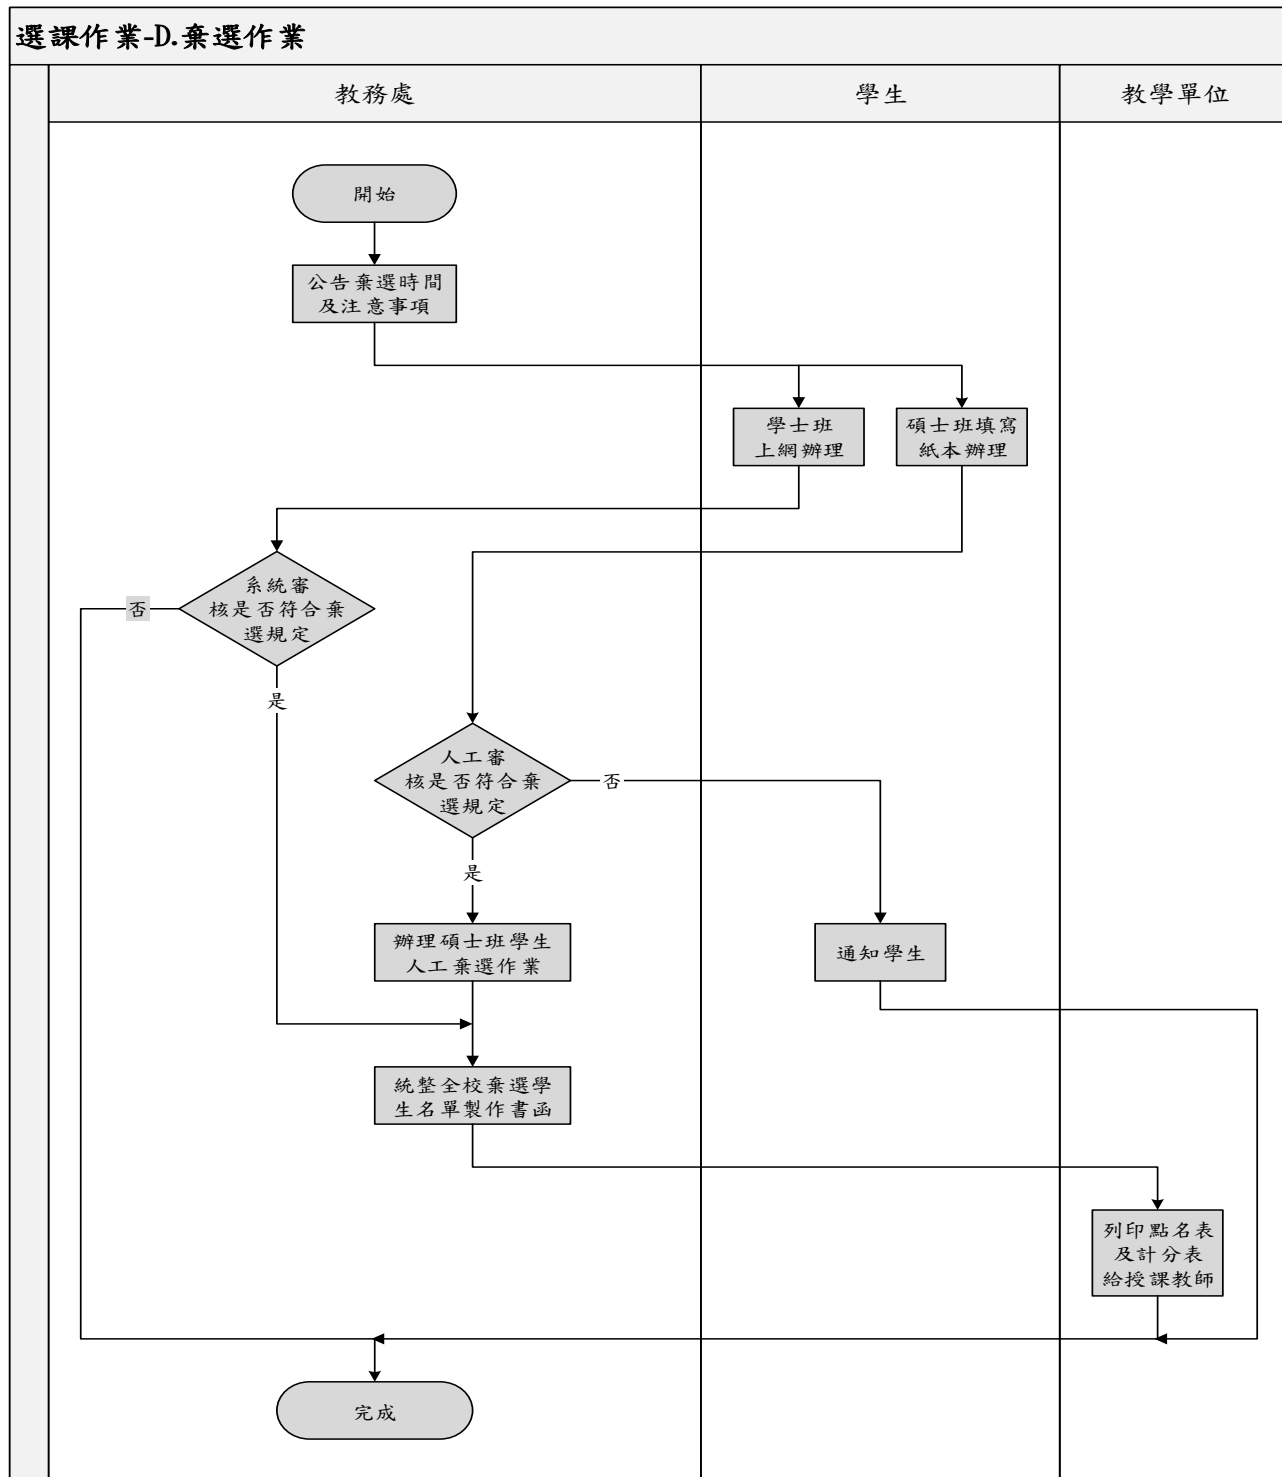 選課作業-D.棄選作業
教務處
學生
教學單位
開始
公告棄選時間
及注意事項
學士班
上網辦理
碩士班填寫
紙本辦理
系統審
核是否符合棄
選規定
否
是
人工審
核是否符合棄
選規定
否
是
辦理碩士班學生
人工棄選作業
通知學生
統整全校棄選學
生名單製作書函
列印點名表
及計分表
給授課教師
完成